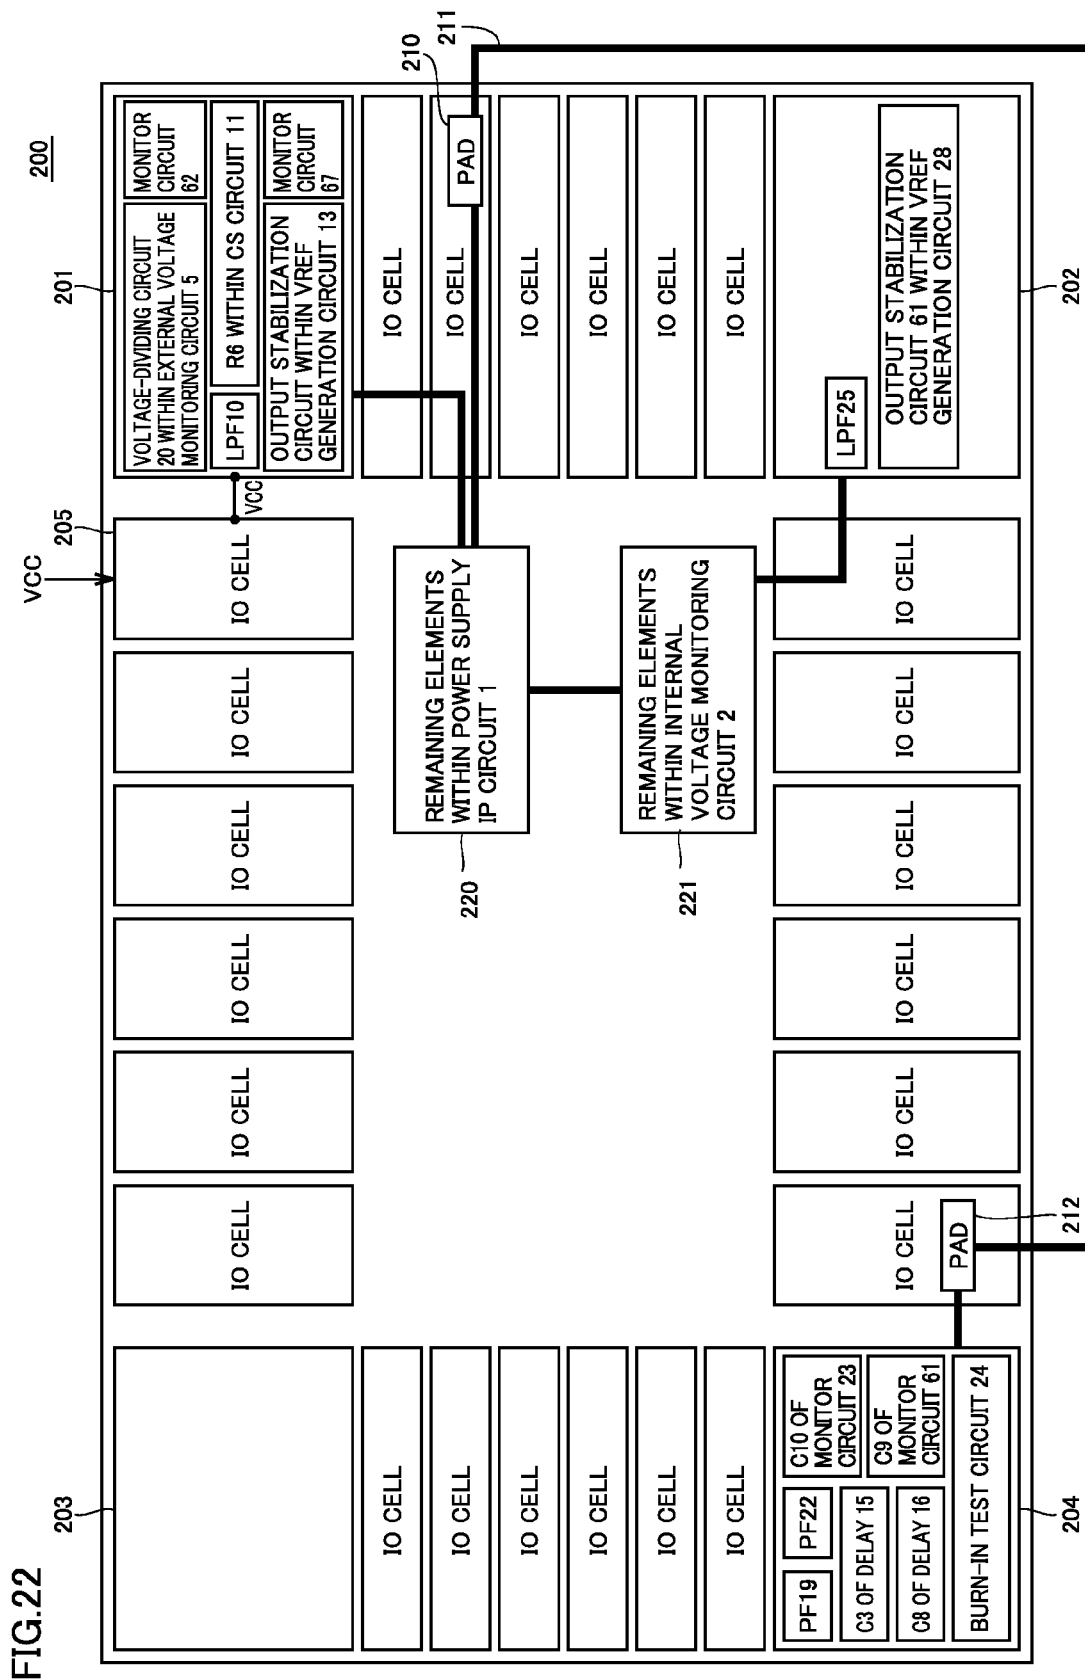 FIG.22
200
VCC
203
205
201
IO CELL
IO CELL
IO CELL
IO CELL
IO CELL
IO CELL
VCC
VOLTAGE-DIVIDING CIRCUIT
20 WITHIN EXTERNAL VOLTAGE
MONITORING CIRCUIT 5
MONITOR
CIRCUIT
62
LPF10
R6 WITHIN CS CIRCUIT 11
OUTPUT STABILIZATION
CIRCUIT WITHIN VREF
GENERATION CIRCUIT 13
MONITOR
CIRCUIT
67
IO CELL
IO CELL
IO CELL
IO CELL
IO CELL
IO CELL
REMAINING ELEMENTS
WITHIN POWER SUPPLY
IP CIRCUIT 1
220
REMAINING ELEMENTS
WITHIN INTERNAL
VOLTAGE MONITORING
CIRCUIT 2
221
IO CELL
IO CELL
PAD
210
211
IO CELL
IO CELL
IO CELL
IO CELL
PF19
PF22
C10 OF
MONITOR
CIRCUIT 23
C3 OF DELAY 15
C8 OF DELAY 16
C9 OF
MONITOR
CIRCUIT 61
BURN-IN TEST CIRCUIT 24
IO CELL
PAD
IO CELL
IO CELL
IO CELL
IO CELL
IO CELL
LPF25
OUTPUT STABILIZATION
CIRCUIT 61 WITHIN VREF
GENERATION CIRCUIT 28
204
212
202